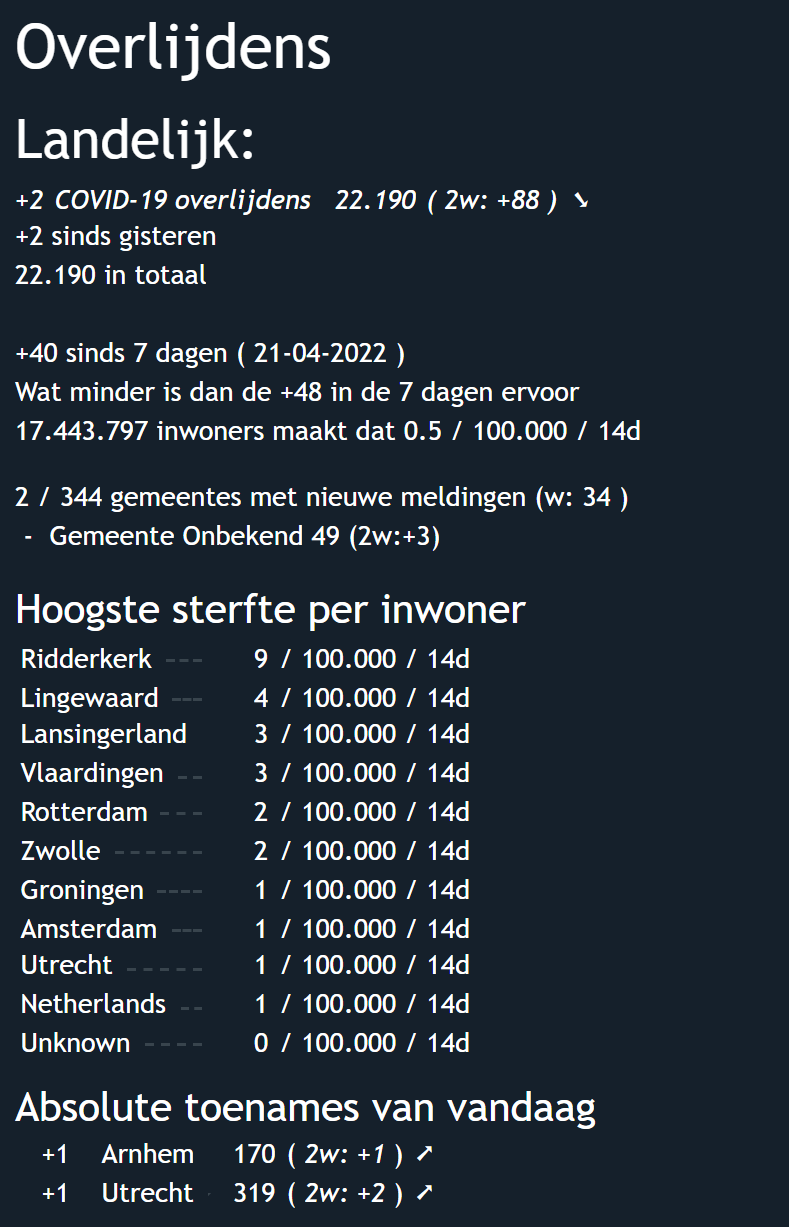 Overlijdens
Landelijk:
+2 COVID-19 overlijdens 22.190 ( 2w: +88 ) ➘
+2 sinds gisteren
22.190 in totaal
+40 sinds 7 dagen ( 21-04-2022 )
Wat minder is dan de +48 in de 7 dagen ervoor
17.443.797 inwoners maakt dat 0.5 / 100.000 / 14d
2 / 344 gemeentes met nieuwe meldingen (w: 34 )
- Gemeente Onbekend 49 (2w:+3)
Hoogste sterfte per inwoner
Ridderkerk --- 9 / 100.000 / 14d
Lingewaard --- 4 / 100.000 / 14d
Lansingerland 3 / 100.000 / 14d
Vlaardingen -- 3 / 100.000 / 14d
Rotterdam --- 2 / 100.000 / 14d
Zwolle ------ 2 / 100.000 / 14d
Groningen ---- 1 / 100.000 / 14d
Amsterdam --- 1 / 100.000 / 14d
Utrecht ----- 1 / 100.000 / 14d
Netherlands -- 1 / 100.000 / 14d
Unknown ---- 0 / 100.000 / 14d
Absolute toenames van vandaag
+1 Arnhem 170 ( 2w: +1 ) ➚
+1 Utrecht 319 ( 2w: +2 ) ➚